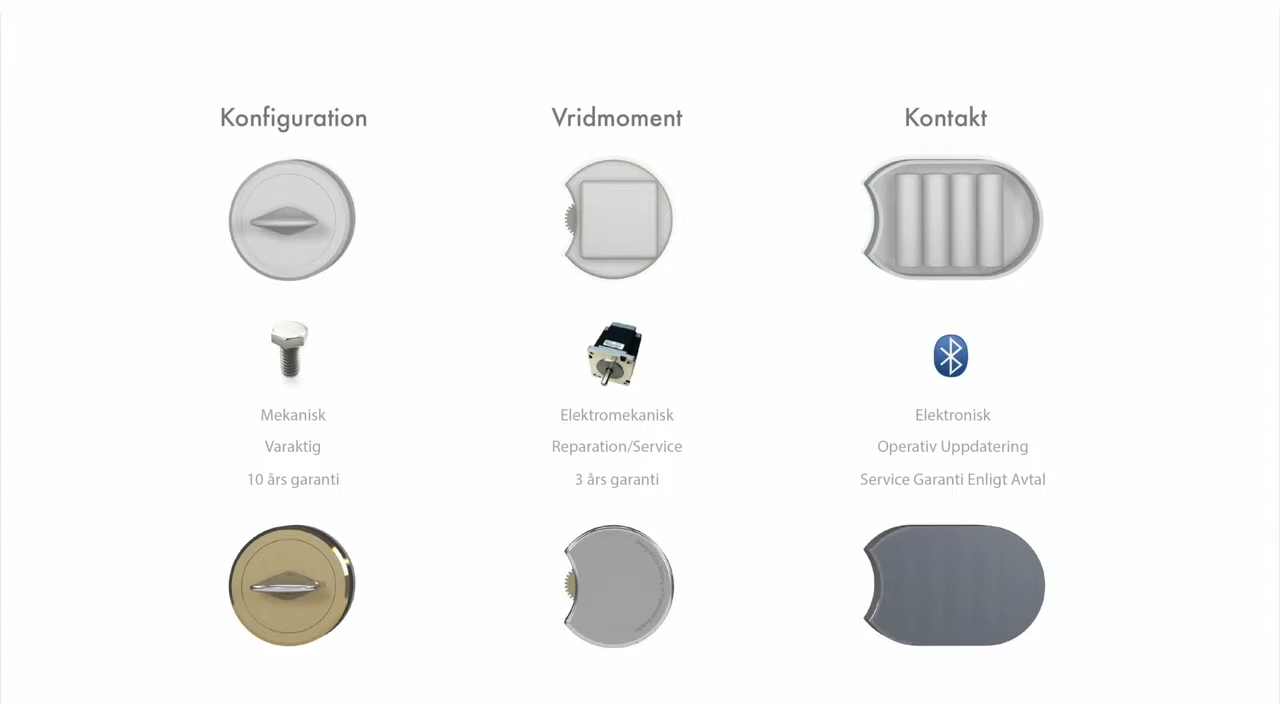 Konfiguration
Vridmoment
Kontakt
Mekanisk
Elektromekanisk
Elektronisk
Varaktig
Reparation/Service
Operativ Uppdatering
10 års garanti
3 års garanti
Service Garanti Enligt Avtal